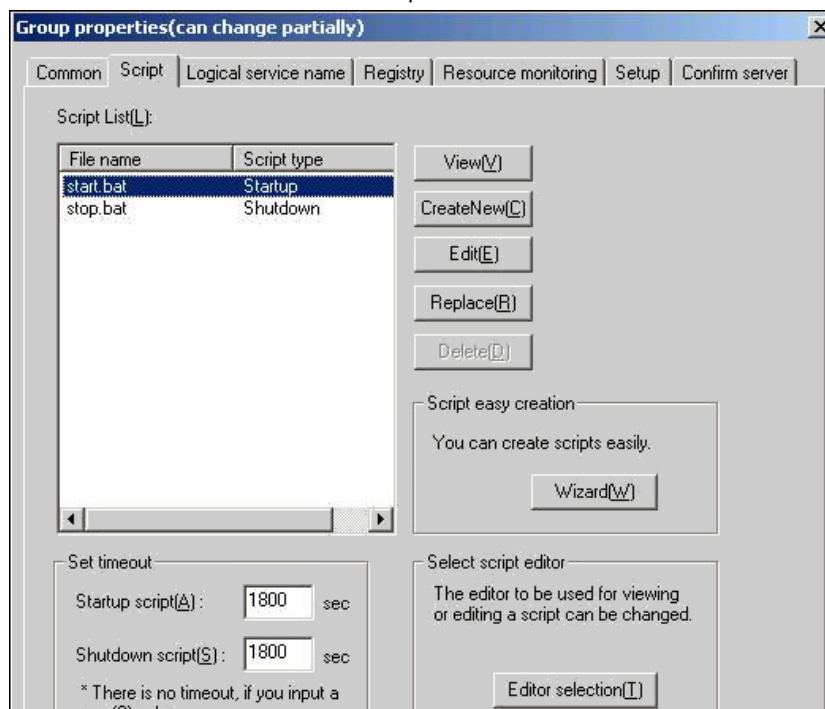 Group properties(can change partially)
Common Script Logical service name Registry Resource monitoring Setup Confirm server
Script List(L):
File name Script type
start.bat Startup
stop.bat Shutdown
View(V)
CreateNew(C)
Edit(E)
Replace(R)
Delete(D)
Script easy creation
You can create scripts easily.
Wizard(W)
Set timeout
Startup script(A) : 1800 sec
Shutdown script(S) : 1800 sec
* There is no timeout, if you input a
Select script editor
The editor to be used for viewing
or editing a script can be changed.
Editor selection(T)